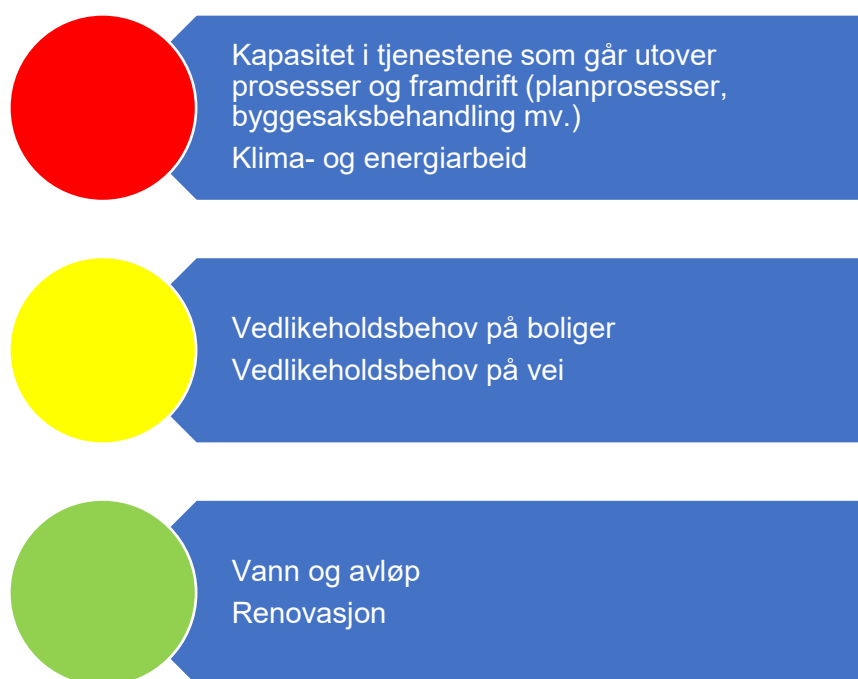 Kapasitet i tjenestene som går utover
prosesser og framdrift (planprosesser,
byggesaksbehandling mv.)
Klima- og energiarbeid
Vedlikeholdsbehov på boliger
Vedlikeholdsbehov på vei
Vann og avløp
Renovasjon